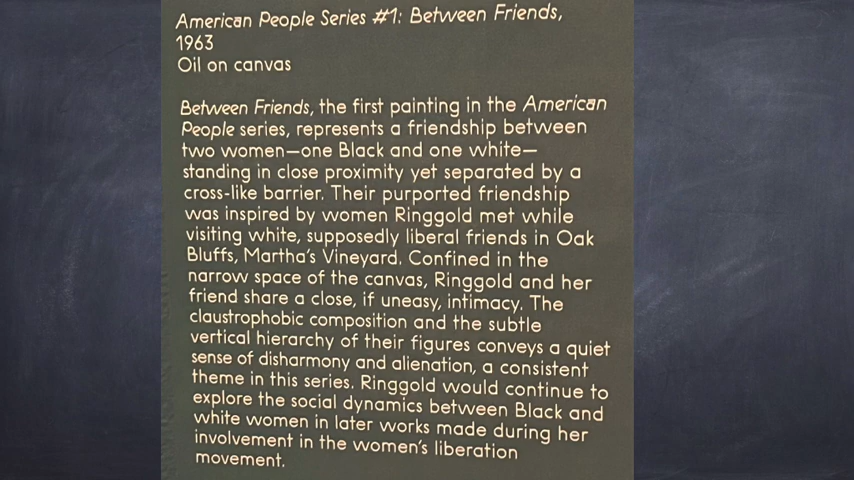 American People Series #1: Between Friends,
1963
Oil on canvas
Between Friends, the first painting in the American
People series, represents a friendship between
two women—one Black and one white—
standing in close proximity yet separated by a
cross-like barrier. Their purported friendship
was inspired by women Ringgold met while
visiting white, supposedly liberal friends in Oak
Bluffs, Martha's Vineyard. Confined in the
narrow space of the canvas, Ringgold and her
friend share a close, if uneasy, intimacy. The
claustrophobic composition and the subtle
vertical hierarchy of their figures conveys a quiet
sense of disharmony and alienation, a consistent
theme in this series. Ringgold would continue to
explore the social dynamics between Black and
white women in later works made during her
involvement in the women's liberation
movement.